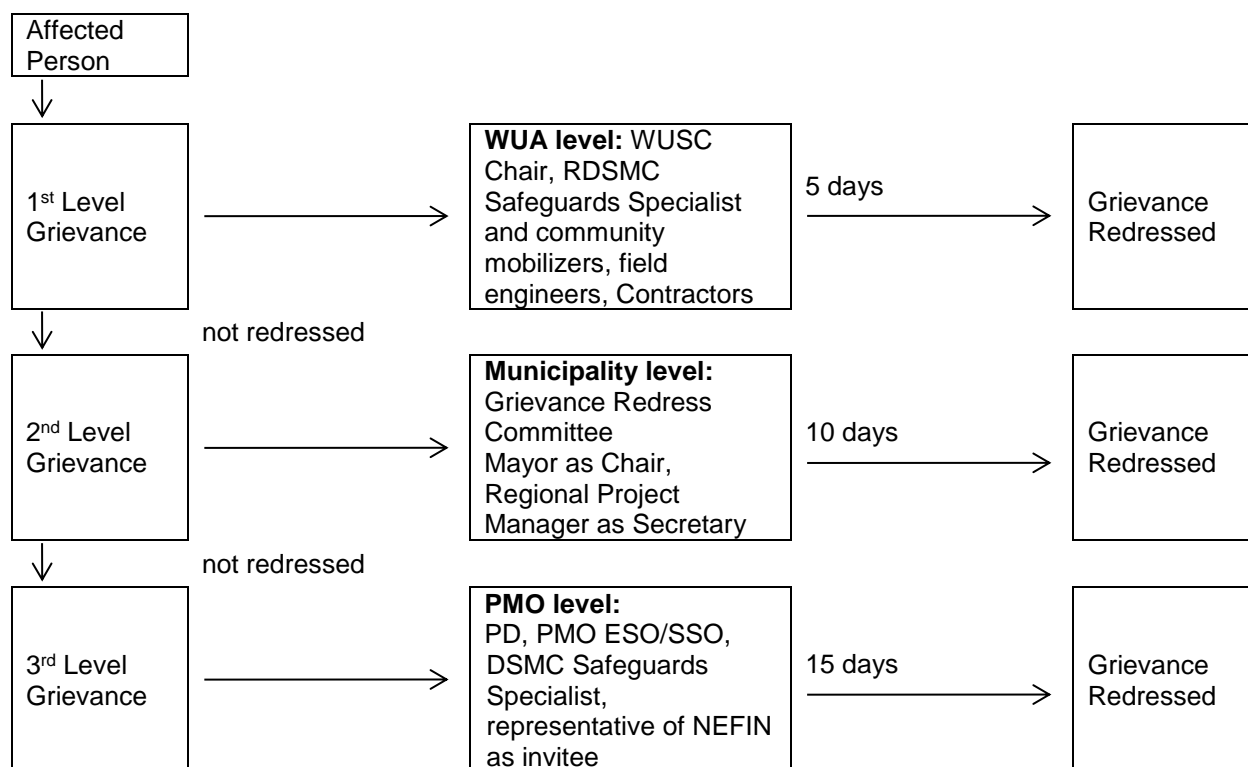 Affected
Person
1st Level
Grievance
WUA level: WUSC
Chair, RDSMC
Safeguards Specialist
and community
mobilizers, field
engineers, Contractors
5 days
Grievance
Redressed
not redressed
2nd Level
Grievance
Municipality level:
Grievance Redress
Committee
Mayor as Chair,
Regional Project
Manager as Secretary
10 days
Grievance
Redressed
not redressed
3rd Level
Grievance
PMO level:
PD, PMO ESO/SSO,
DSMC Safeguards
Specialist,
representative of NEFIN
as invitee
15 days
Grievance
Redressed